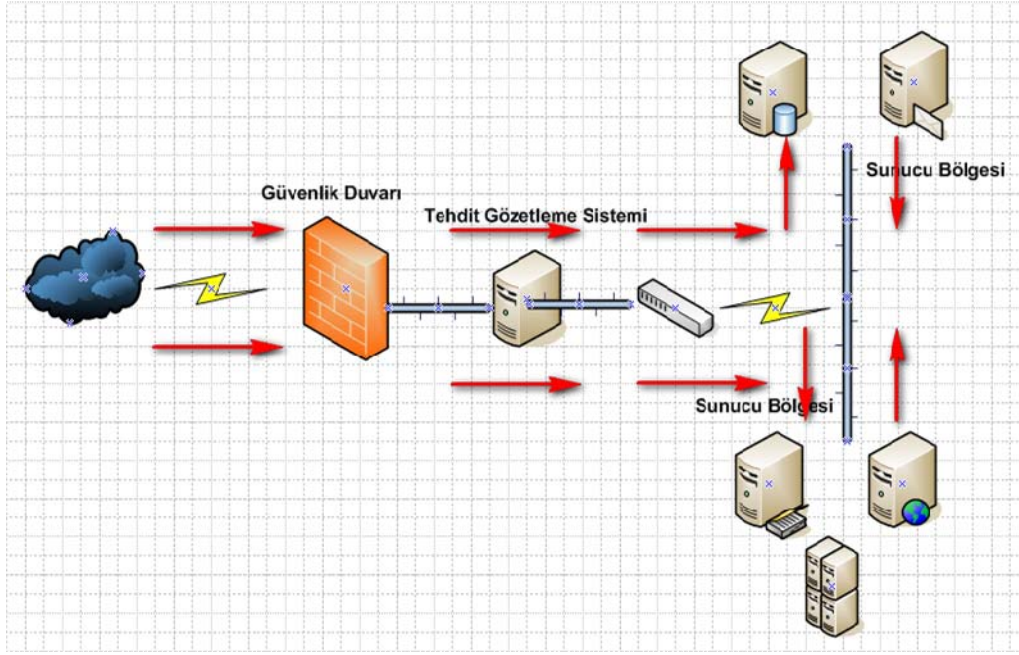 Güvenlik Duvarı
Tehdit Gözetleme Sistemi
Sunucu Bölgesi
Sunucu Bölgesi